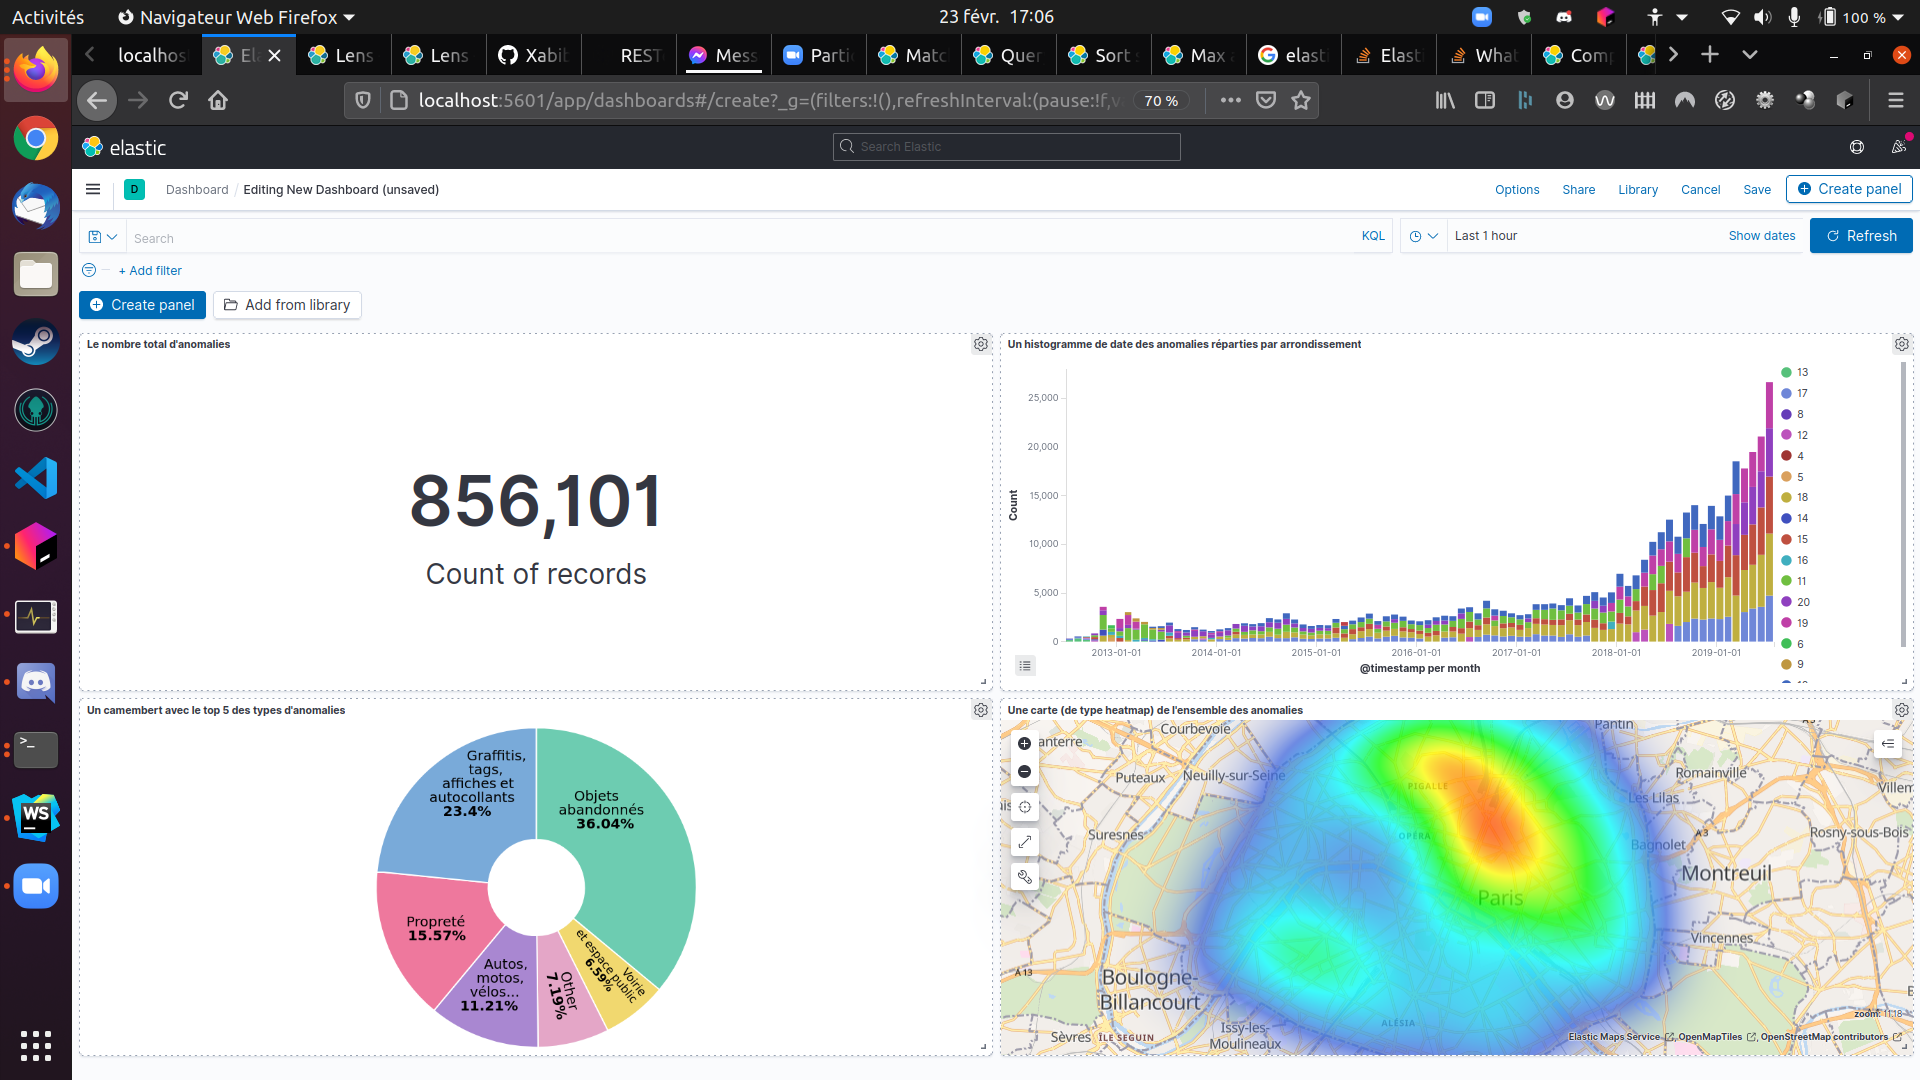 Activités
Navigateur Web Firefox
23 févr.  17:06
100 %
localhos
Ela
Lens
Lens
Xabib
REST
Mess
Partic
Matc
Quer
Sort s
Max a
elasti
Elasti
What
Comp
localhost:5601/app/dashboards#/create?_g=(filters:!(),refreshInterval:(pause:!f,v
70 %
elastic
Search Elastic
D
Dashboard / Editing New Dashboard (unsaved)
Options
Share
Library
Cancel
Save
Create panel
Search
KQL
Last 1 hour
Show dates
Refresh
+ Add filter
Create panel
Add from library
Le nombre total d'anomalies
856,101
Count of records
Un histogramme de date des anomalies réparties par arrondissement
Count
25,000
20,000
15,000
10,000
5,000
0
2013-01-01
2014-01-01
2015-01-01
2016-01-01
2017-01-01
2018-01-01
2019-01-01
@timestamp per month
13
17
8
12
4
5
18
14
15
16
11
20
19
6
9
Un camembert avec le top 5 des types d'anomalies
Graffitis,
tags,
affiches et
autocollants
23.4%
Objets
abandonnés
36.04%
Propreté
15.57%
Autos,
motos,
vélos...
11.21%
Other
7.19%
Voirie
et espace public
6.59%
Une carte (de type heatmap) de l'ensemble des anomalies
anterre
Courbevoie
Pantin
A3
Puteaux
Neuilly-sur-Seine
PIGALLE
Romainville
Les Lilas
Villem
Suresnes
OPÉRA
A3
Rosny-sous-Bois
Bagnolet
Montreuil
Paris
Vincennes
A13
Boulogne-
Billancourt
Sèvres
ÎLE SEGUIN
Issy-les-
Moulineaux
ALÉSIA
zoom: 11.18
Elastic Maps Service , OpenMapTiles , OpenStreetMap contributors
WS